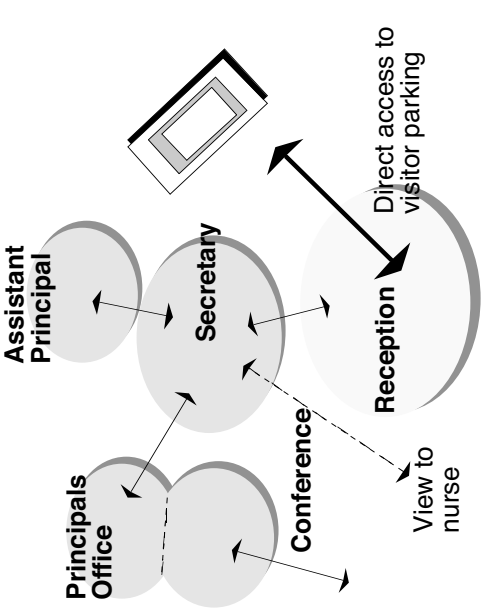 Assistant
Principal
Principals
Office
Secretary
Conference
Reception
Direct access to
visitor parking
View to
nurse